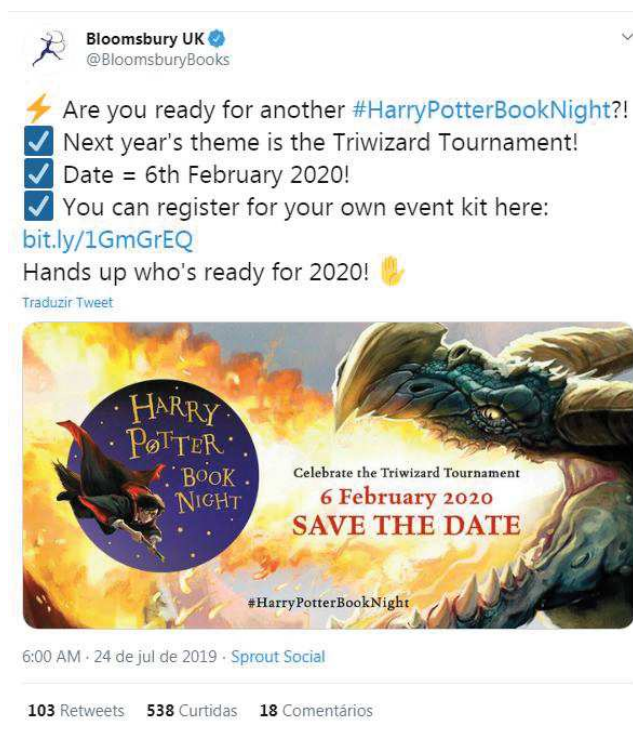 Bloomsbury UK
@BloomsburyBooks
Are you ready for another #HarryPotterBookNight?!
Next year's theme is the Triwizard Tournament!
Date = 6th February 2020!
You can register for your own event kit here:
bit.ly/1GmGrEQ
Hands up who's ready for 2020!
Traduzir Tweet
HARRY
POTTER
BOOK
NIGHT
Celebrate the Triwizard Tournament
6 February 2020
SAVE THE DATE
#HarryPotterBookNight
6:00 AM · 24 de jul de 2019 · Sprout Social
103 Retweets 538 Curtidas 18 Comentários